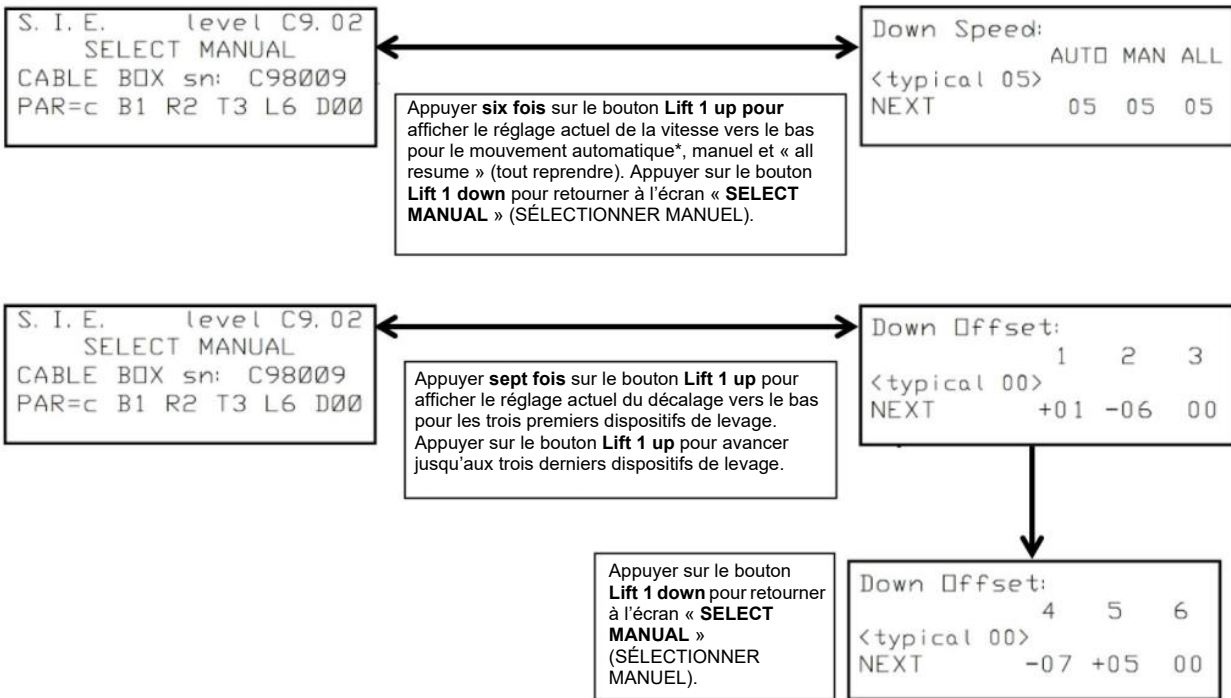 S. I. E. level C9.02
SELECT MANUAL
CABLE BOX sn: C98009
PAR=c B1 R2 T3 L6 D00
Appuyer six fois sur le bouton Lift 1 up pour
afficher le réglage actuel de la vitesse vers le bas
pour le mouvement automatique*, manuel et « all
resume » (tout reprendre). Appuyer sur le bouton
Lift 1 down pour retourner à l’écran « SELECT
MANUAL » (SÉLECTIONNER MANUEL).
Down Speed:
AUTO MAN ALL
<typical 05>
NEXT 05 05 05
S. I. E. level C9.02
SELECT MANUAL
CABLE BOX sn: C98009
PAR=c B1 R2 T3 L6 D00
Appuyer sept fois sur le bouton Lift 1 up pour
afficher le réglage actuel du décalage vers le bas
pour les trois premiers dispositifs de levage.
Appuyer sur le bouton Lift 1 up pour avancer
jusqu’aux trois derniers dispositifs de levage.
Down Offset:
1 2 3
<typical 00>
NEXT +01 -06 00
Appuyer sur le bouton
Lift 1 down pour retourner
à l’écran « SELECT
MANUAL »
(SÉLECTIONNER
MANUEL).
Down Offset:
4 5 6
<typical 00>
NEXT -07 +05 00